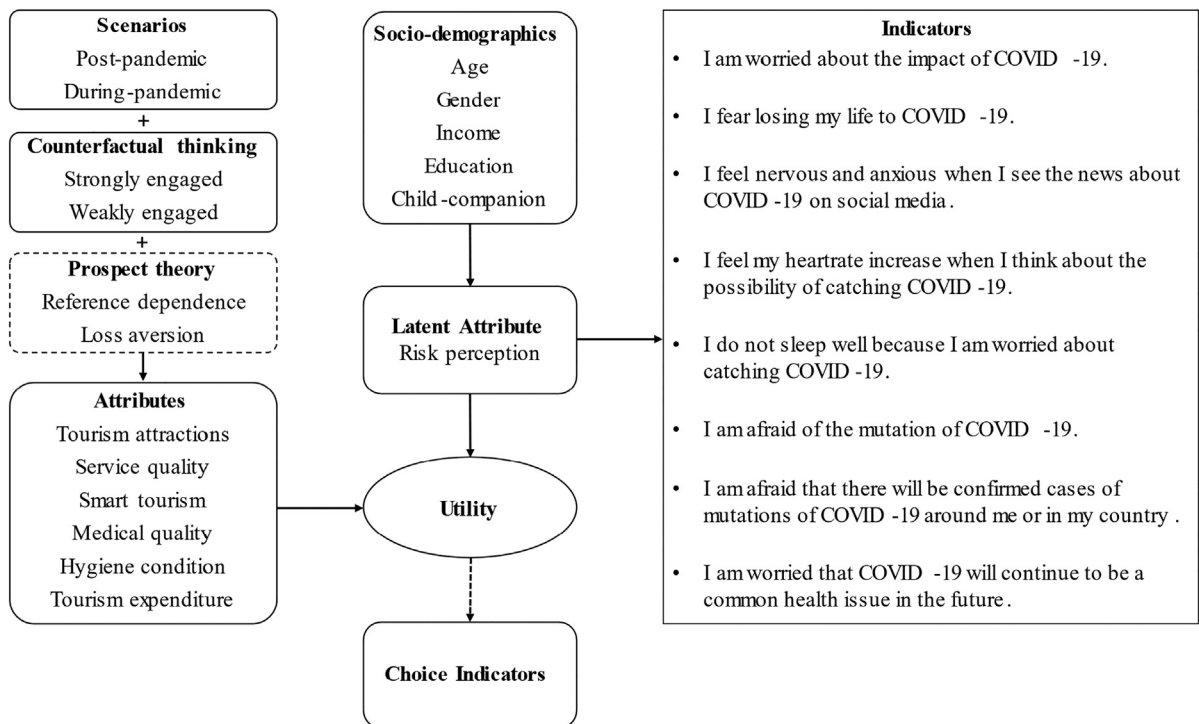 Scenarios
Post-pandemic
During-pandemic
+
Counterfactual thinking
Strongly engaged
Weakly engaged
+
Prospect theory
Reference dependence
Loss aversion
Attributes
Tourism attractions
Service quality
Smart tourism
Medical quality
Hygiene condition
Tourism expenditure
Socio-demographics
Age
Gender
Income
Education
Child-companion
Latent Attribute
Risk perception
Utility
Choice Indicators
Indicators
• I am worried about the impact of COVID -19.
• I fear losing my life to COVID -19.
• I feel nervous and anxious when I see the news about
COVID -19 on social media.
• I feel my heartrate increase when I think about the
possibility of catching COVID -19.
• I do not sleep well because I am worried about
catching COVID -19.
• I am afraid of the mutation of COVID -19.
• I am afraid that there will be confirmed cases of
mutations of COVID -19 around me or in my country .
• I am worried that COVID -19 will continue to be a
common health issue in the future.